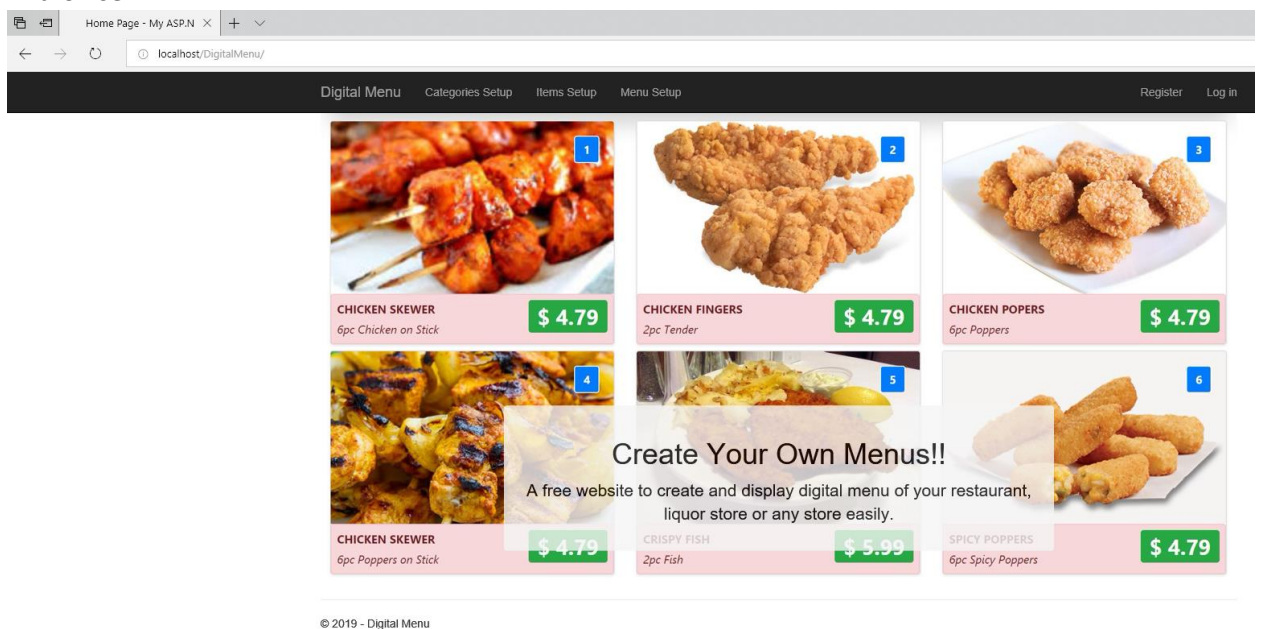 Home Page - My ASP.N
localhost/DigitalMenu/
Digital Menu Categories Setup Items Setup Menu Setup Register Log in
1
2
3
CHICKEN SKEWER
6pc Chicken on Stick
$ 4.79
CHICKEN FINGERS
2pc Tender
$ 4.79
CHICKEN POPERS
6pc Poppers
$ 4.79
4
5
6
Create Your Own Menus!!
A free website to create and display digital menu of your restaurant,
liquor store or any store easily.
CHICKEN SKEWER
6pc Poppers on Stick
$ 4.79
CRISPY FISH
2pc Fish
$ 5.99
SPICY POPPERS
6pc Spicy Poppers
$ 4.79
© 2019 - Digital Menu